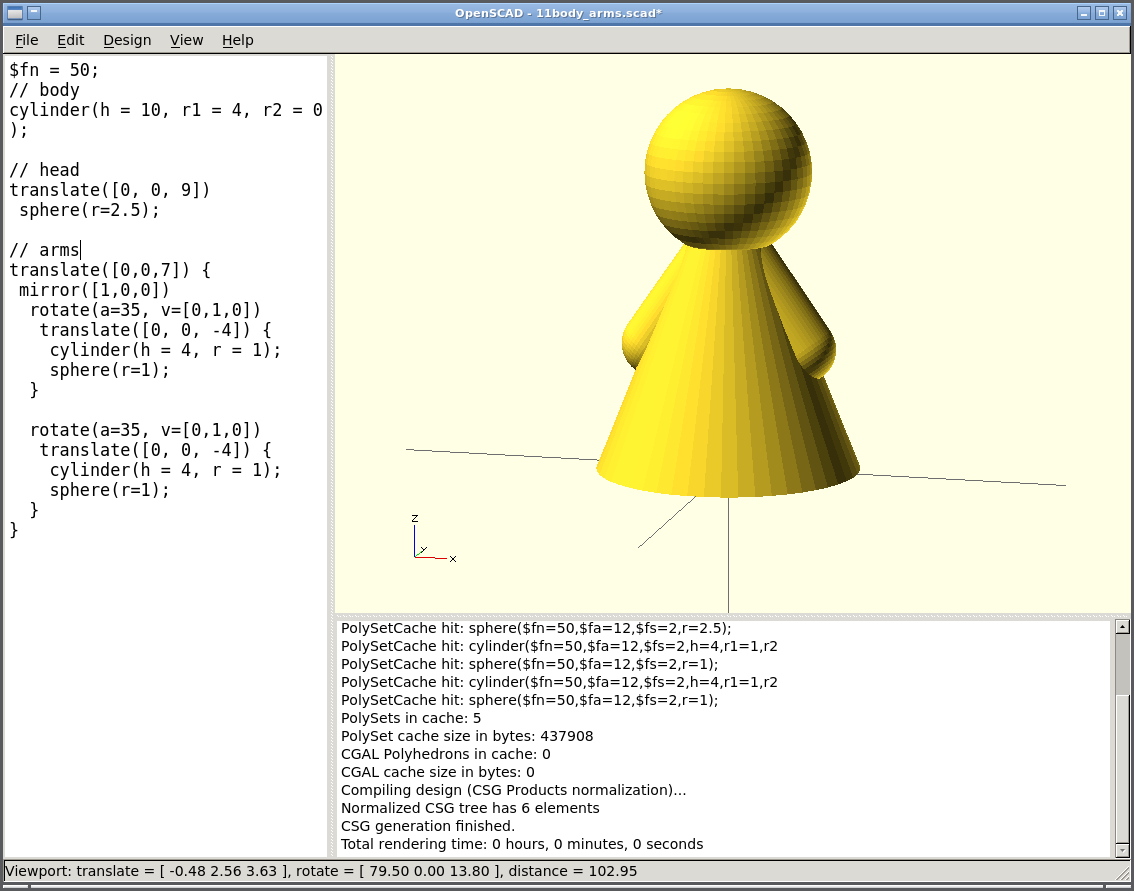 OpenSCAD - 11body_arms.scad*
File Edit Design View Help
$fn = 50;
// body
cylinder(h = 10, r1 = 4, r2 = 0
);
// head
translate([0, 0, 9])
 sphere(r=2.5);
// arms
translate([0,0,7]) {
 mirror([1,0,0])
  rotate(a=35, v=[0,1,0])
   translate([0, 0, -4]) {
    cylinder(h = 4, r = 1);
    sphere(r=1);
  }
  rotate(a=35, v=[0,1,0])
   translate([0, 0, -4]) {
    cylinder(h = 4, r = 1);
    sphere(r=1);
  }
}
z
y
x
PolySetCache hit: sphere($fn=50,$fa=12,$fs=2,r=2.5);
PolySetCache hit: cylinder($fn=50,$fa=12,$fs=2,h=4,r1=1,r2
PolySetCache hit: sphere($fn=50,$fa=12,$fs=2,r=1);
PolySetCache hit: cylinder($fn=50,$fa=12,$fs=2,h=4,r1=1,r2
PolySetCache hit: sphere($fn=50,$fa=12,$fs=2,r=1);
PolySets in cache: 5
PolySet cache size in bytes: 437908
CGAL Polyhedrons in cache: 0
CGAL cache size in bytes: 0
Compiling design (CSG Products normalization)...
Normalized CSG tree has 6 elements
CSG generation finished.
Total rendering time: 0 hours, 0 minutes, 0 seconds
Viewport: translate = [ -0.48 2.56 3.63 ], rotate = [ 79.50 0.00 13.80 ], distance = 102.95